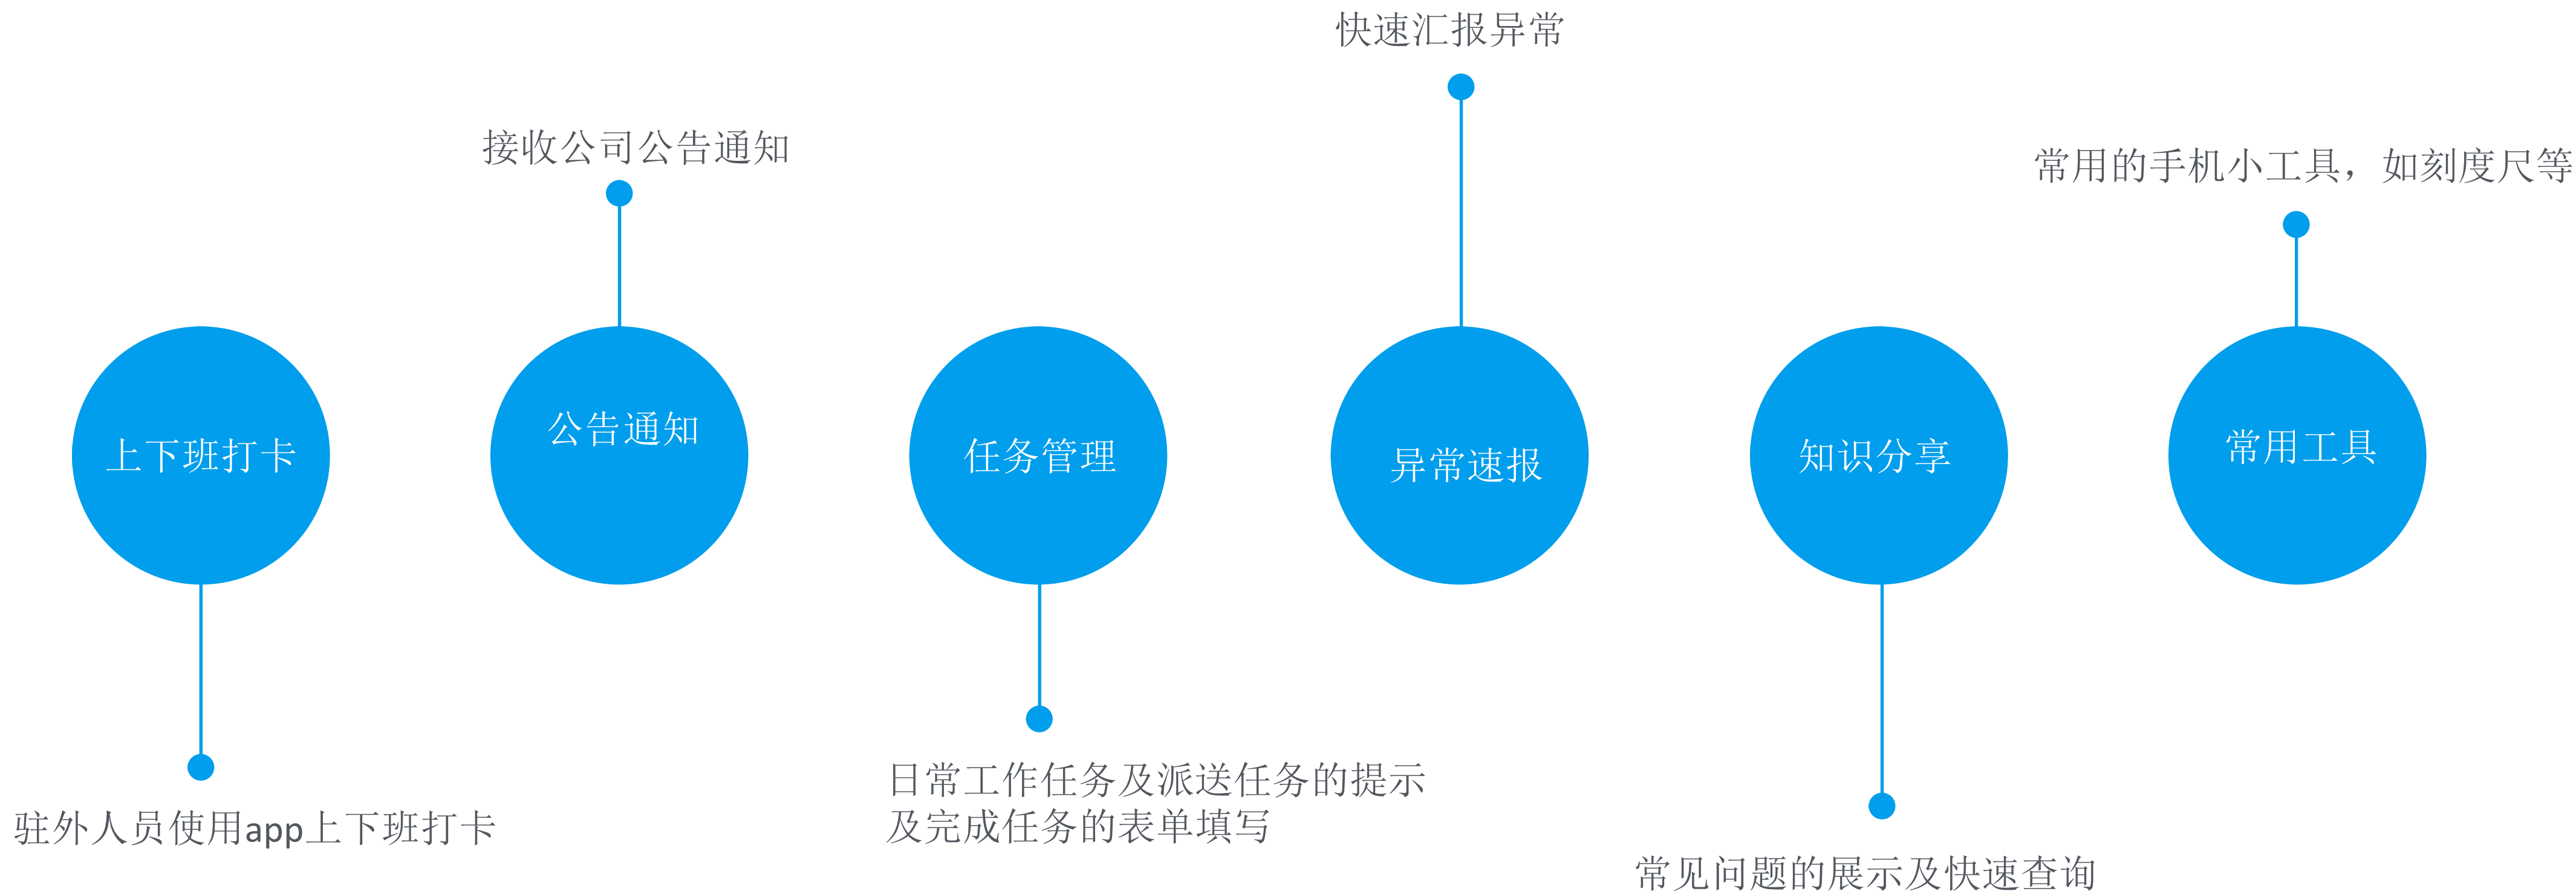 快速汇报异常
接收公司公告通知
常用的手机小工具，如刻度尺等
上下班打卡
公告通知
任务管理
异常速报
知识分享
常用工具
日常工作任务及派送任务的提示
及完成任务的表单填写
驻外人员使用app上下班打卡
常见问题的展示及快速查询